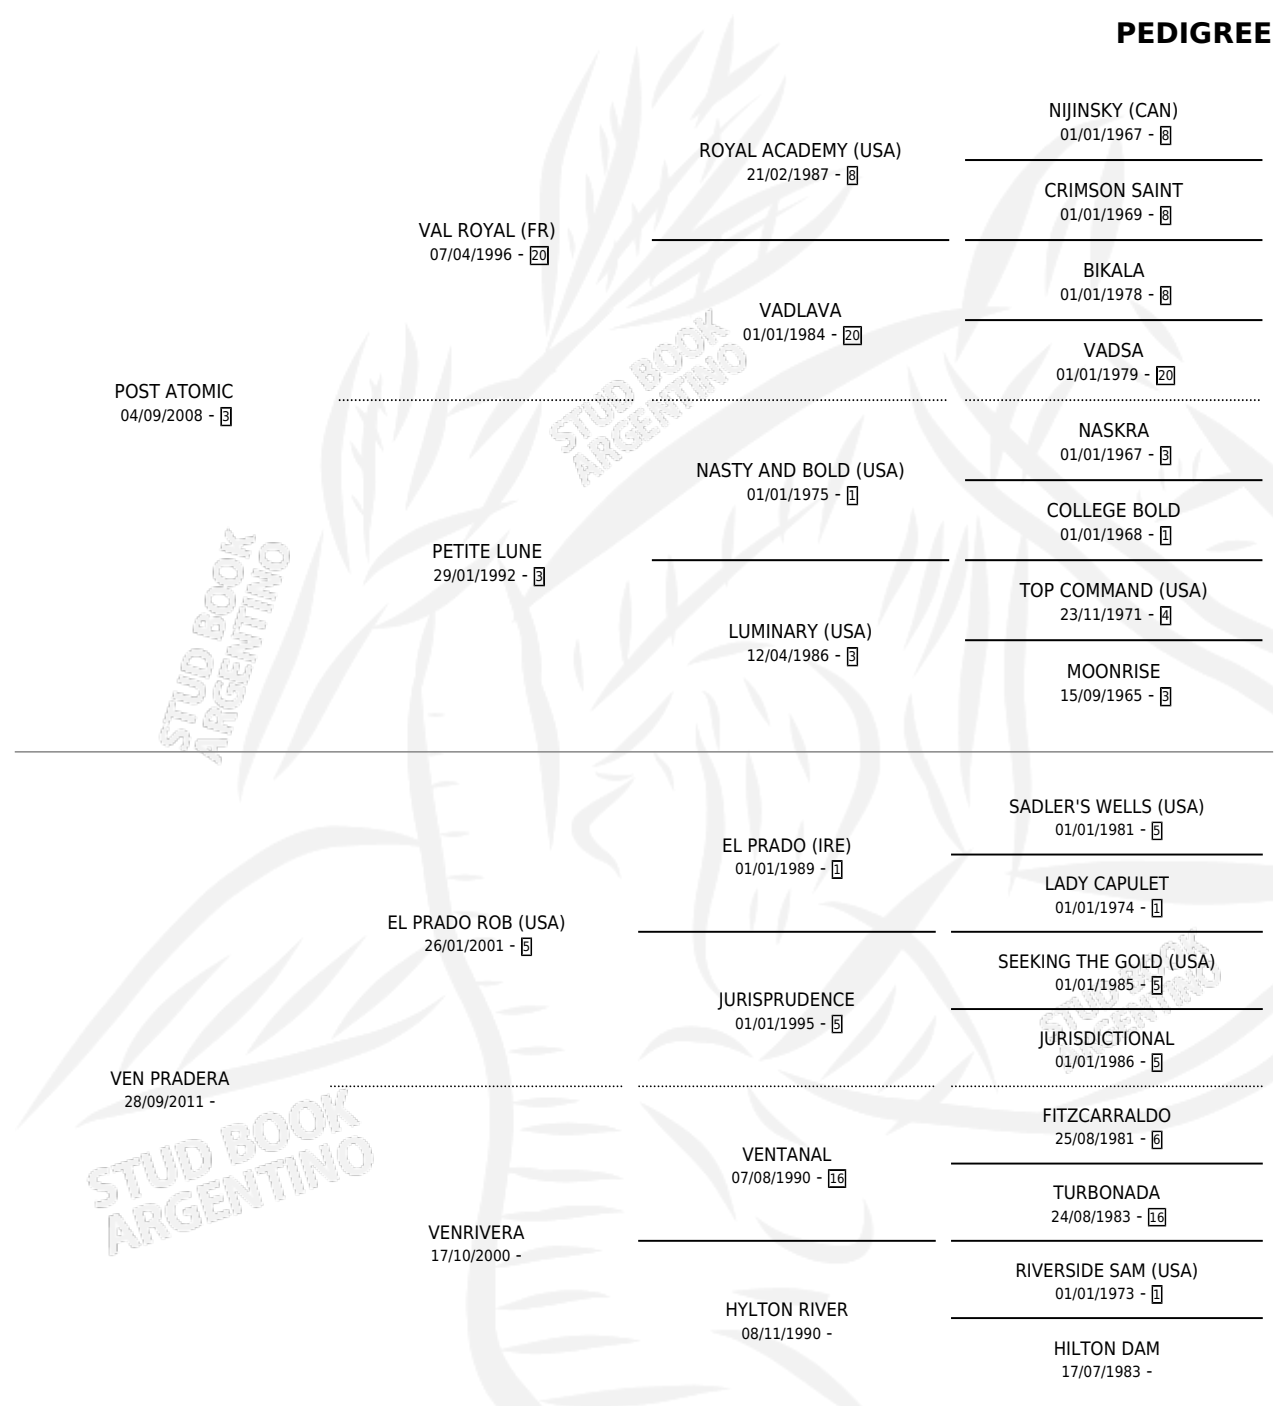 PEDIGREE
NIJINSKY (CAN)
01/01/1967 - 8
ROYAL ACADEMY (USA)
21/02/1987 - 8
CRIMSON SAINT
01/01/1969 - 8
VAL ROYAL (FR)
07/04/1996 - 20
BIKALA
01/01/1978 - 8
VADLAVA
01/01/1984 - 20
VADSA
01/01/1979 - 20
POST ATOMIC
04/09/2008 - 3
NASKRA
01/01/1967 - 3
NASTY AND BOLD (USA)
01/01/1975 - 1
COLLEGE BOLD
01/01/1968 - 1
PETITE LUNE
29/01/1992 - 3
TOP COMMAND (USA)
23/11/1971 - 4
LUMINARY (USA)
12/04/1986 - 3
MOONRISE
15/09/1965 - 3
STUD BOOK
ARGENTINO
STUD BOOK
ARGENTINO
SADLER'S WELLS (USA)
01/01/1981 - 5
EL PRADO (IRE)
01/01/1989 - 1
LADY CAPULET
01/01/1974 - 1
EL PRADO ROB (USA)
26/01/2001 - 5
SEEKING THE GOLD (USA)
01/01/1985 - 5
JURISPRUDENCE
01/01/1995 - 5
JURISDICTIONAL
01/01/1986 - 5
STUD BOOK
ARGENTINO
VEN PRADERA
28/09/2011 -
FITZCARRALDO
25/08/1981 - 6
VENTANAL
07/08/1990 - 16
TURBONADA
24/08/1983 - 16
VENRIVERA
17/10/2000 -
RIVERSIDE SAM (USA)
01/01/1973 - 1
HYLTON RIVER
08/11/1990 -
HILTON DAM
17/07/1983 -
STUD BOOK
ARGENTINO